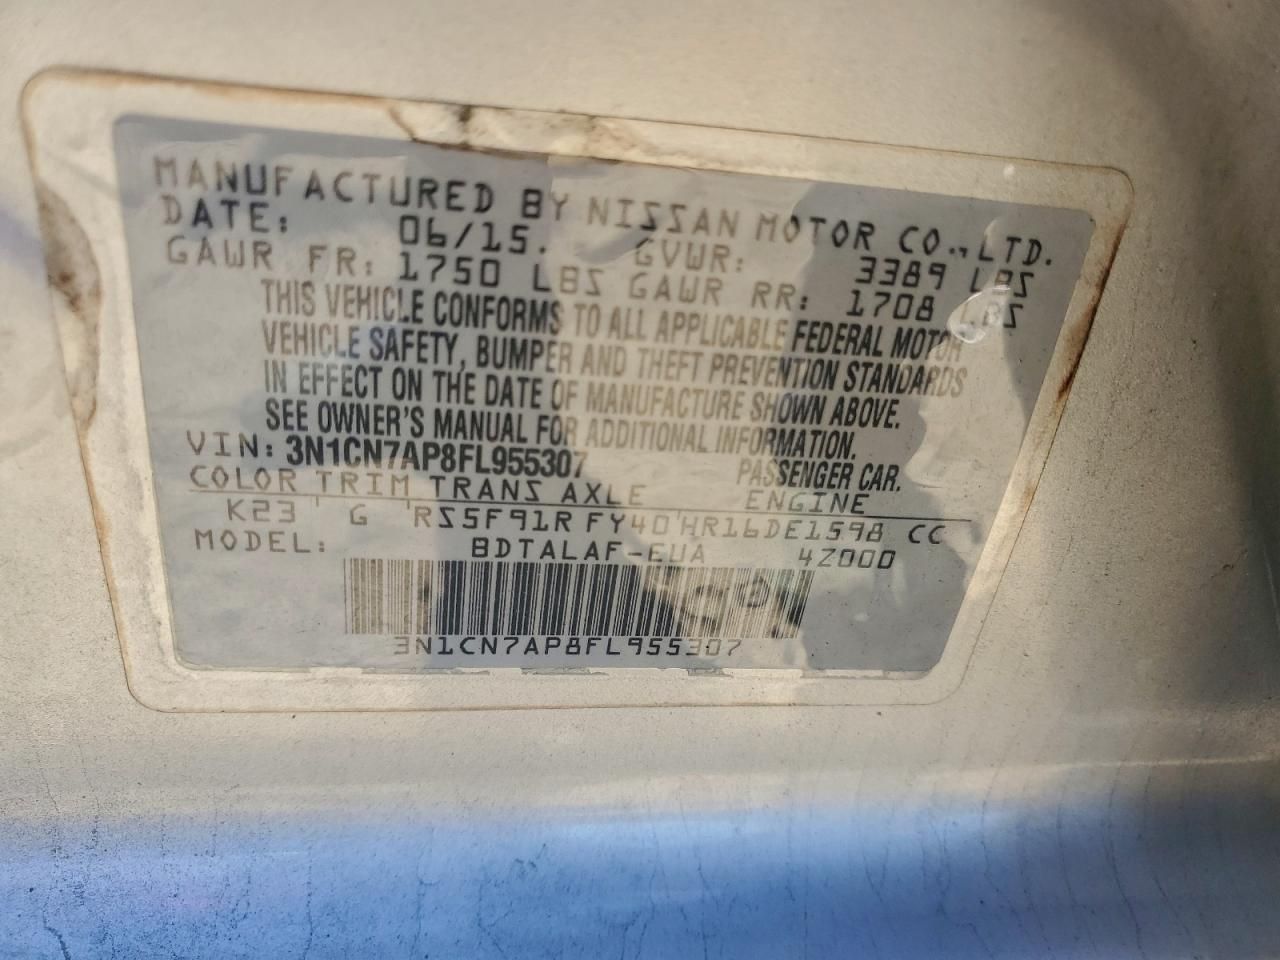 MANUFACTURED BY NISSAN MOTOR CO., LTD.
DATE: 06/15. GVWR: 3389 LBS
GAWR FR: 1750 LBS GAWR RR: 1708 LBS
THIS VEHICLE CONFORMS TO ALL APPLICABLE FEDERAL MOTOR
VEHICLE SAFETY, BUMPER AND THEFT PREVENTION STANDARDS
IN EFFECT ON THE DATE OF MANUFACTURE SHOWN ABOVE.
SEE OWNER'S MANUAL FOR ADDITIONAL INFORMATION.
VIN: 3N1CN7AP8FL955307 PASSENGER CAR.
COLOR TRIM TRANS AXLE ENGINE
K23 G RS5F91R FY40 HR16DE1598 CC
MODEL: BDTALAF-EUA 4Z000
3N1CN7AP8FL955307